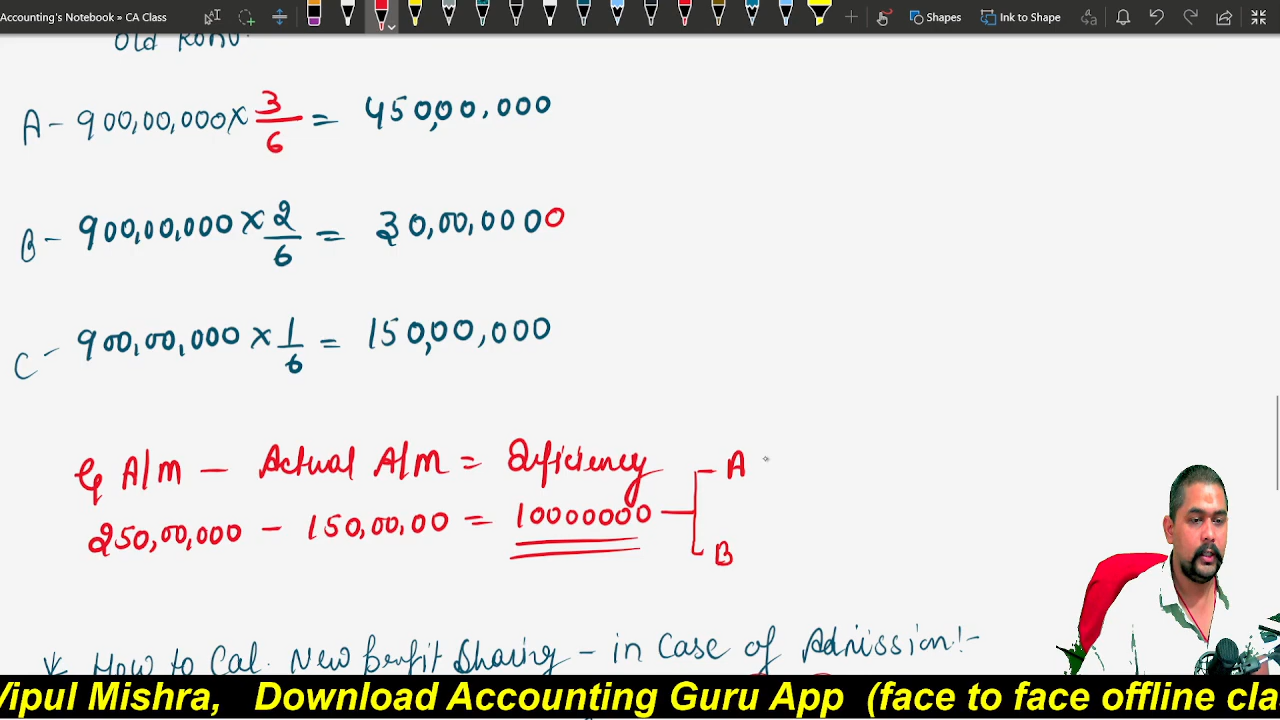 Accounting's Notebook » CA Class
Shapes
Ink to Shape
Old
A - 900,00,000 × 3/6 = 450,00,000
B - 900,00,000 × 2/6 = 30,00,0000
C - 900,00,000 × 1/6 = 150,00,000
A/m - Actual A/m = Deficiency
250,00,000 - 150,00,00 = 10000000
A
B
How to Cal. New Profit Sharing - in Case of Admission!-
Vipul Mishra, Download Accounting Guru App (face to face offline cla